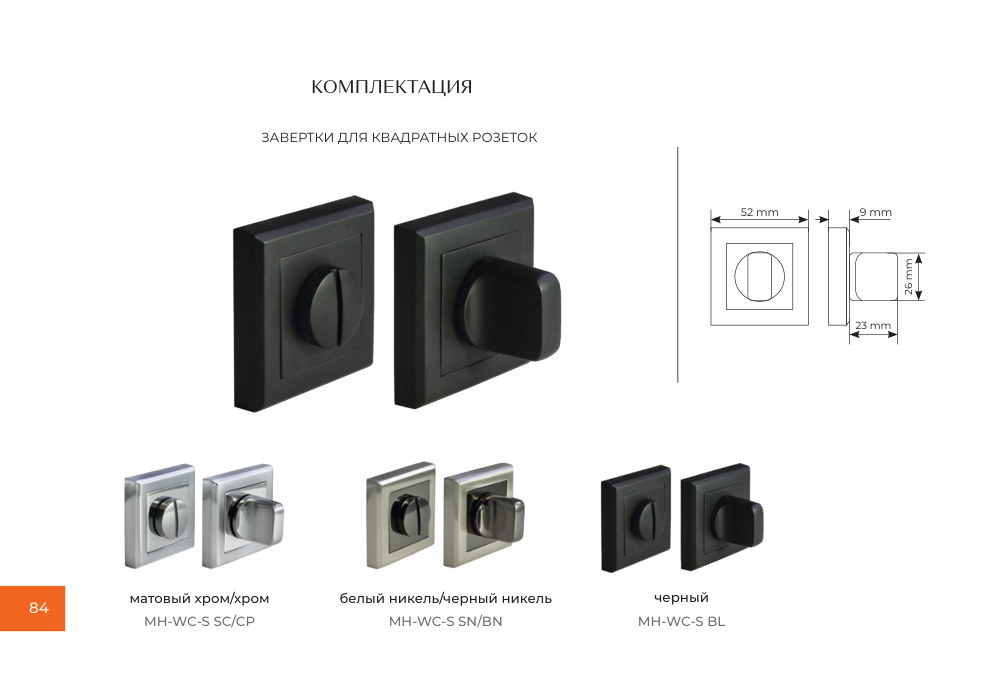 КОМПЛЕКТАЦИЯ
ЗАВЕРТКИ ДЛЯ КВАДРАТНЫХ РОЗЕТОК
52 mm
9 mm
26 mm
23 mm
матовый хром/хром
MH-WC-S SC/CP
белый никель/черный никель
MH-WC-S SN/BN
черный
MH-WC-S BL
84